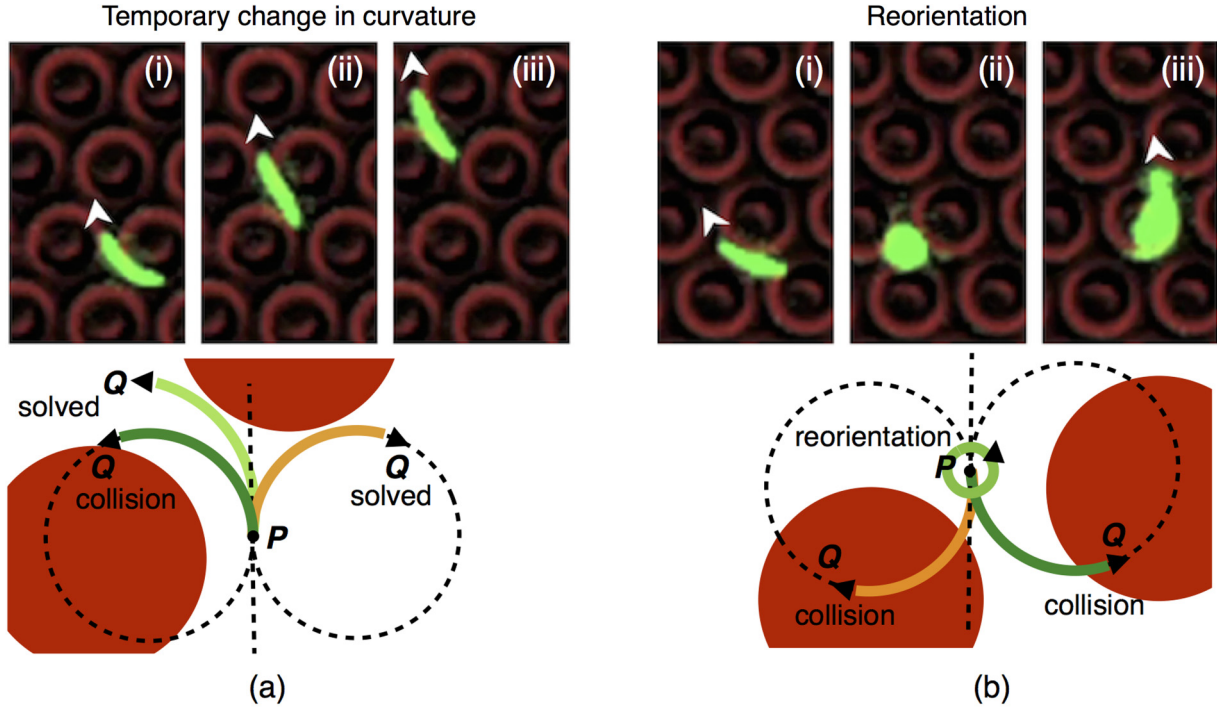 Temporary change in curvature
Reorientation
(i)
(ii)
(iii)
(i)
(ii)
(iii)
Q
solved
Q
collision
Q
solved
P
reorientation
P
Q
collision
Q
collision
(a)
(b)